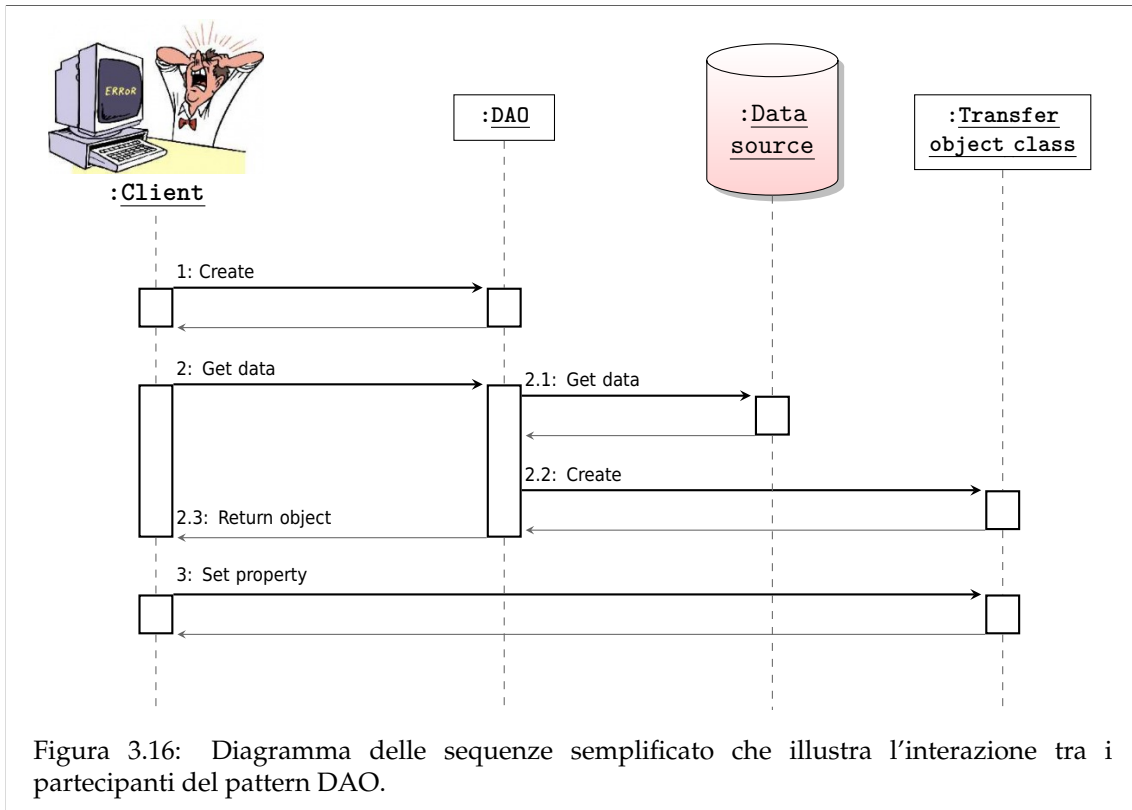 ERROR
:Client
:DAO
:Data
source
:Transfer
object class
1: Create
2: Get data
2.1: Get data
2.2: Create
2.3: Return object
3: Set property
Figura 3.16: Diagramma delle sequenze semplificato che illustra l'interazione tra i
partecipanti del pattern DAO.